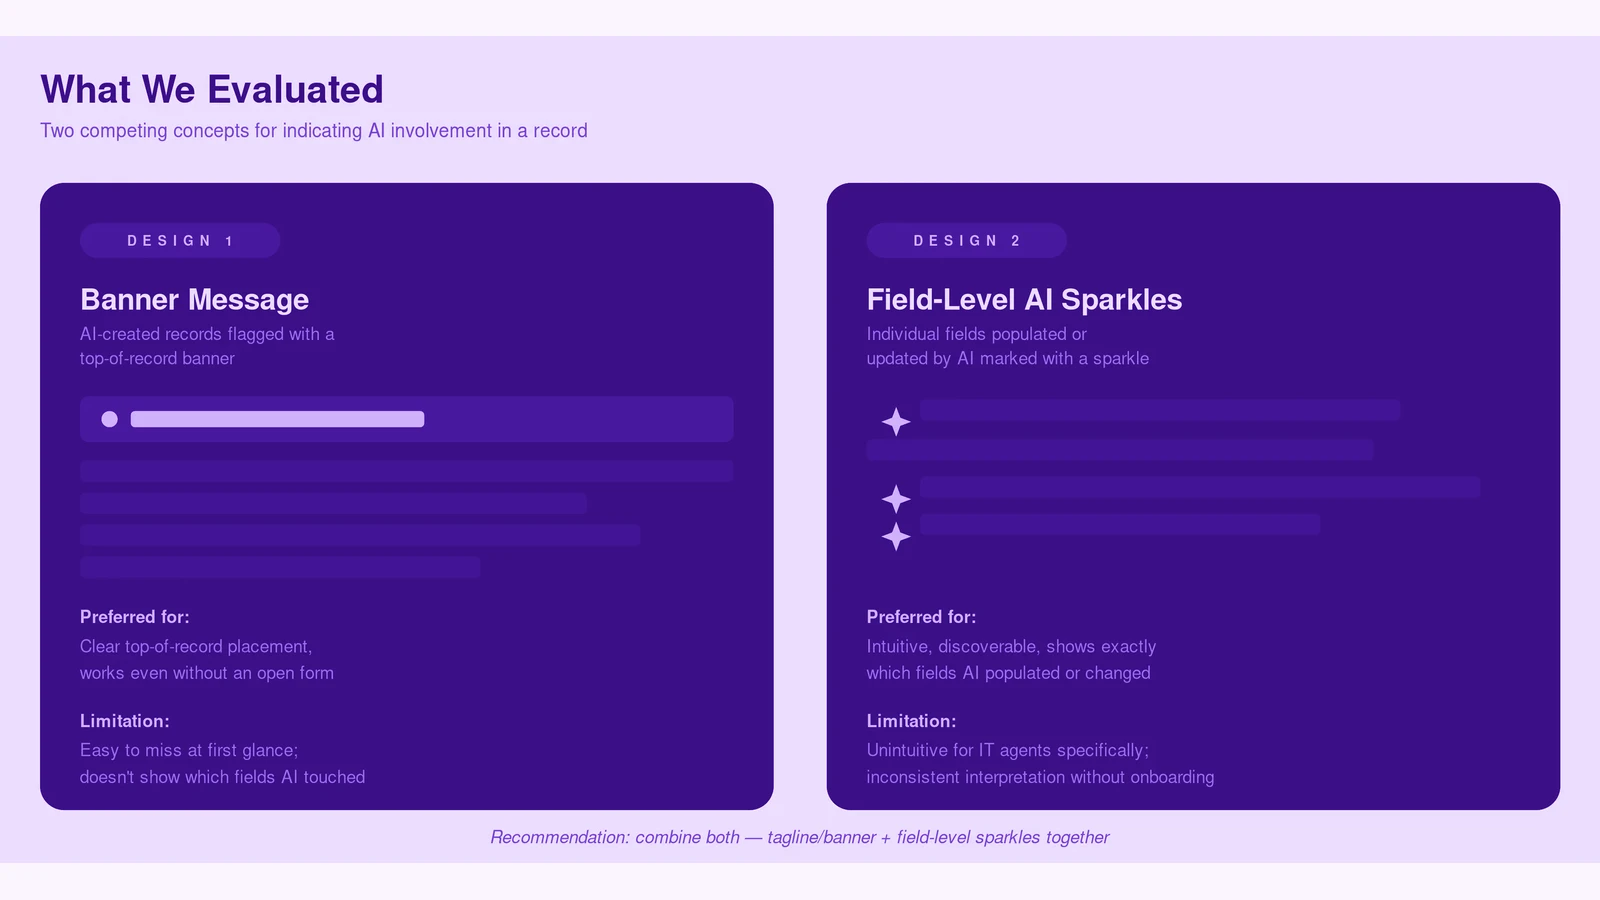 What We Evaluated
Two competing concepts for indicating AI involvement in a record
DESIGN 1
Banner Message
AI-created records flagged with a
top-of-record banner
Preferred for:
Clear top-of-record placement,
works even without an open form
Limitation:
Easy to miss at first glance;
doesn't show which fields AI touched
DESIGN 2
Field-Level AI Sparkles
Individual fields populated or
updated by AI marked with a sparkle
Preferred for:
Intuitive, discoverable, shows exactly
which fields AI populated or changed
Limitation:
Unintuitive for IT agents specifically;
inconsistent interpretation without onboarding
Recommendation: combine both — tagline/banner + field-level sparkles together